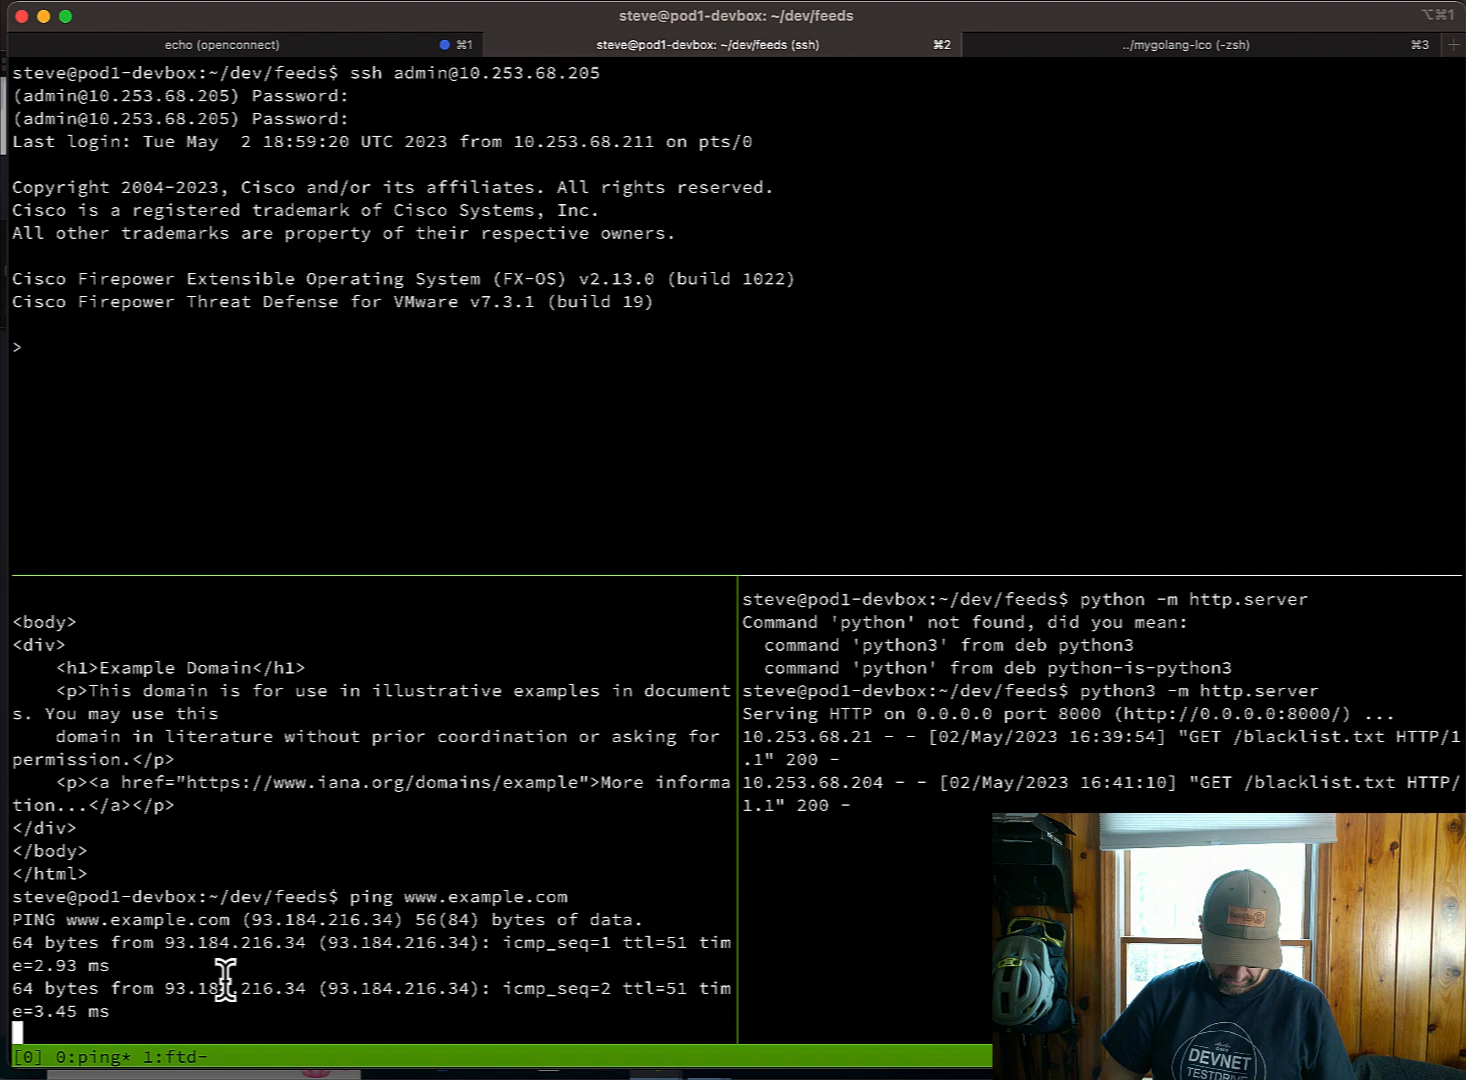 steve@pod1-devbox: ~/dev/feeds
⌥⌘1
echo (openconnect) ⌘1
steve@pod1-devbox: ~/dev/feeds (ssh) ⌘2
../mygolang-lco (-zsh) ⌘3
steve@pod1-devbox:~/dev/feeds$ ssh admin@10.253.68.205
(admin@10.253.68.205) Password:
(admin@10.253.68.205) Password:
Last login: Tue May  2 18:59:20 UTC 2023 from 10.253.68.211 on pts/0
Copyright 2004-2023, Cisco and/or its affiliates. All rights reserved.
Cisco is a registered trademark of Cisco Systems, Inc.
All other trademarks are property of their respective owners.
Cisco Firepower Extensible Operating System (FX-OS) v2.13.0 (build 1022)
Cisco Firepower Threat Defense for VMware v7.3.1 (build 19)
>
<body>
<div>
    <h1>Example Domain</h1>
    <p>This domain is for use in illustrative examples in document
s. You may use this
    domain in literature without prior coordination or asking for
permission.</p>
    <p><a href="https://www.iana.org/domains/example">More informa
tion...</a></p>
</div>
</body>
</html>
steve@pod1-devbox:~/dev/feeds$ ping www.example.com
PING www.example.com (93.184.216.34) 56(84) bytes of data.
64 bytes from 93.184.216.34 (93.184.216.34): icmp_seq=1 ttl=51 tim
e=2.93 ms
64 bytes from 93.184.216.34 (93.184.216.34): icmp_seq=2 ttl=51 tim
e=3.45 ms
steve@pod1-devbox:~/dev/feeds$ python -m http.server
Command 'python' not found, did you mean:
  command 'python3' from deb python3
  command 'python' from deb python-is-python3
steve@pod1-devbox:~/dev/feeds$ python3 -m http.server
Serving HTTP on 0.0.0.0 port 8000 (http://0.0.0.0:8000/) ...
10.253.68.21 - - [02/May/2023 16:39:54] "GET /blacklist.txt HTTP/1
.1" 200 -
10.253.68.204 - - [02/May/2023 16:41:10] "GET /blacklist.txt HTTP/
1.1" 200 -
[0] 0:ping* 1:ftd-
DEVNET
TESTDRIVE